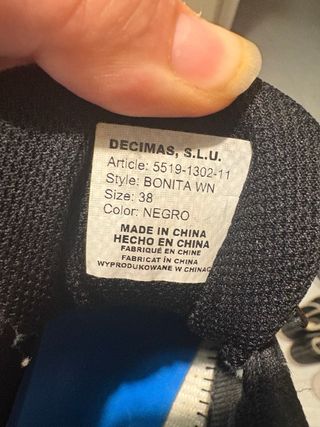 DECIMAS, S.L.U.
Article: 5519-1302-11
Style: BONITA WN
Size: 38
Color: NEGRO
MADE IN CHINA
HECHO EN CHINA
FABRIQUÉ EN CHINE
FABRICAT IN CHINA
WYPRODUKOWANE W CHINACH